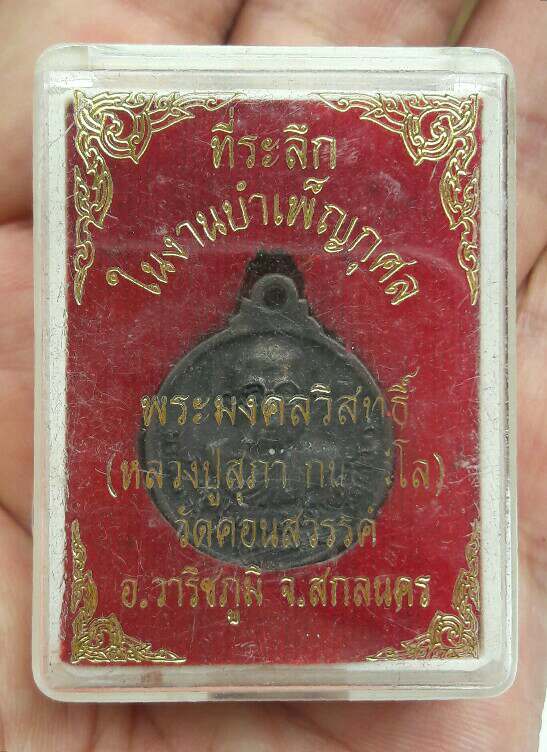 ที่ระลึก
ในงานบำเพ็ญกุศล
พระมงคลวิสุทธิ์
(หลวงปู่สุภา
วัดคอนสวรรค์
อ.วาริชภูมิ จ.สกลนคร